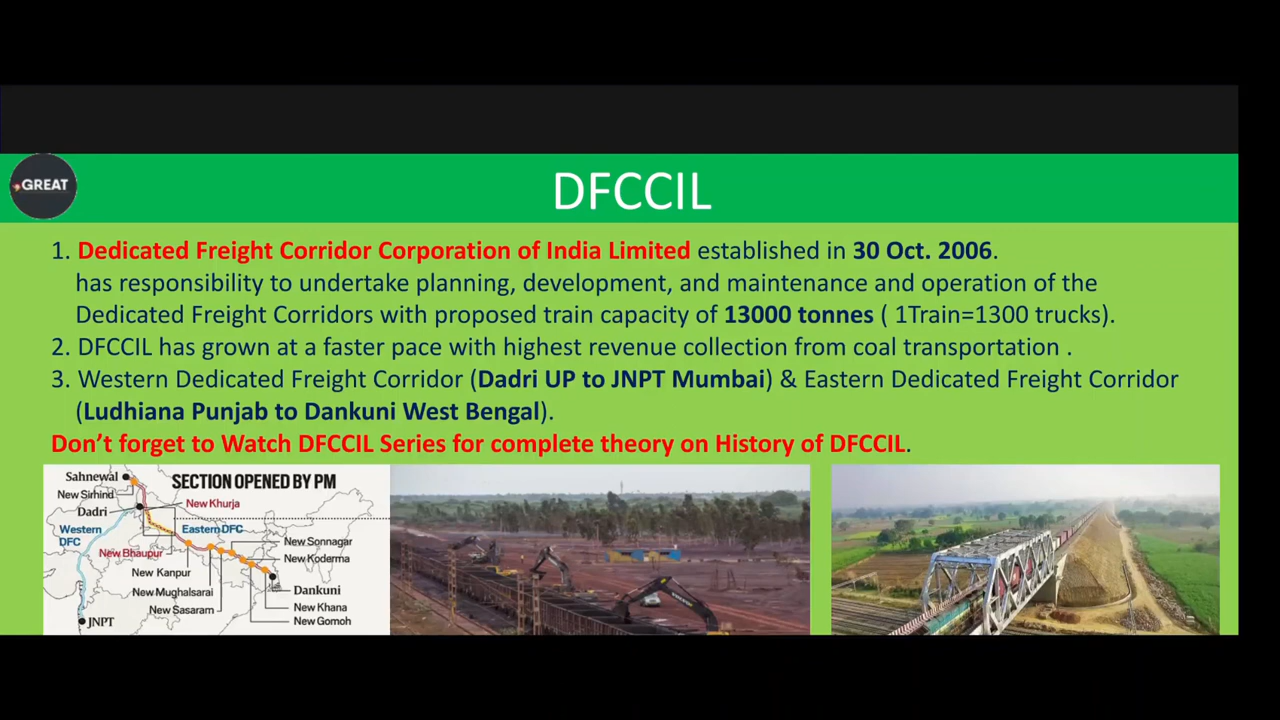 GREAT
DFCCIL
1. Dedicated Freight Corridor Corporation of India Limited established in 30 Oct. 2006.
has responsibility to undertake planning, development, and maintenance and operation of the
Dedicated Freight Corridors with proposed train capacity of 13000 tonnes ( 1Train=1300 trucks).
2. DFCCIL has grown at a faster pace with highest revenue collection from coal transportation .
3. Western Dedicated Freight Corridor (Dadri UP to JNPT Mumbai) & Eastern Dedicated Freight Corridor
(Ludhiana Punjab to Dankuni West Bengal).
Don't forget to Watch DFCCIL Series for complete theory on History of DFCCIL.
SECTION OPENED BY PM
Sahnewal
New Sirhind
New Khurja
Dadri
Western
DFC
Eastern DFC
New Sonnagar
New Bhaupur
New Koderma
New Kanpur
New Mughalsarai
Dankuni
New Sasaram
New Khana
New Gomoh
JNPT